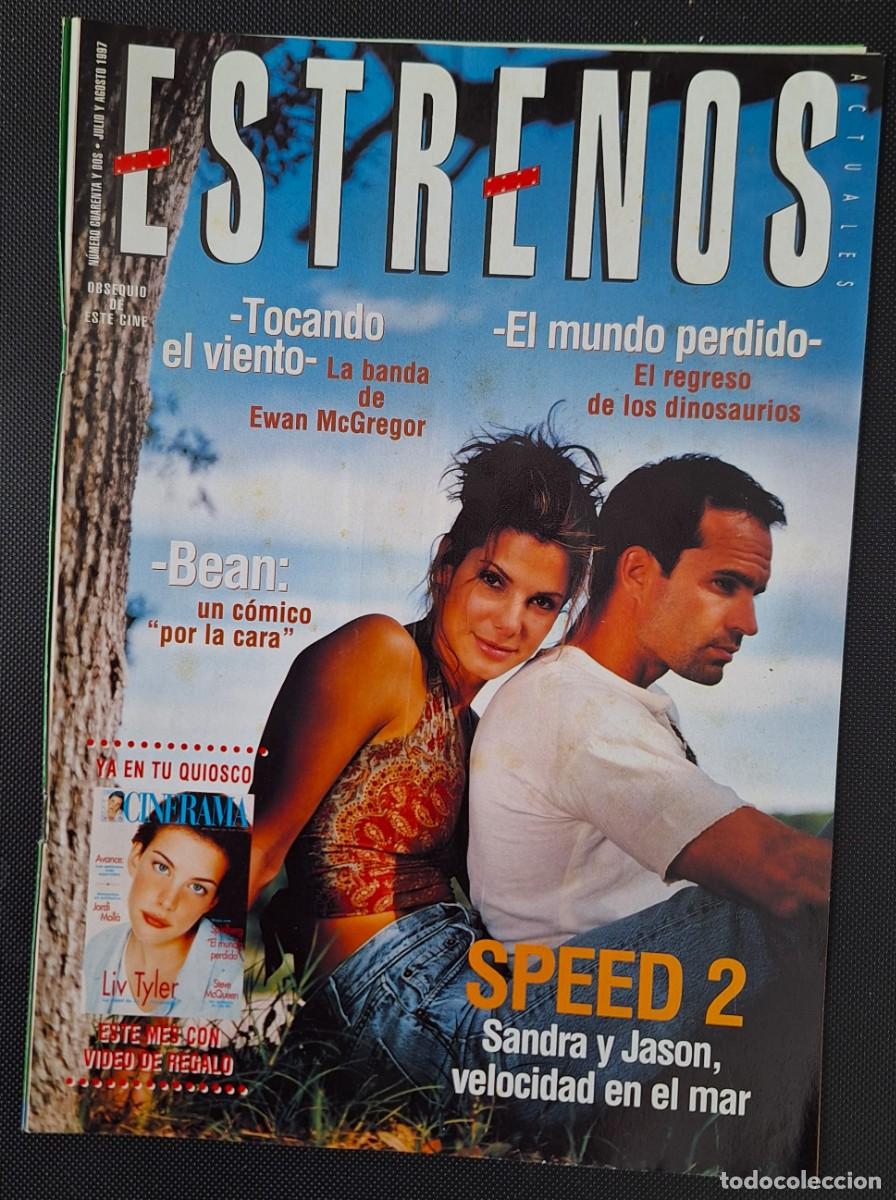 NÚMERO CUARENTA Y DOS • JULIO Y AGOSTO 1997
ESTRENOS
ACTUALES
OBSEQUIO
DE
ESTE CINE
-Tocando
el viento- La banda
de
Ewan McGregor
-El mundo perdido-
El regreso
de los dinosaurios
-Bean:
un cómico
"por la cara"
YA EN TU QUIOSCO
CINERAMA
Avance:
Jordi
Mollà
Spielberg
"El mundo
perdido
Liv Tyler
Steve
McQueen
ESTE MES CON
VIDEO DE REGALO
SPEED 2
Sandra y Jason,
velocidad en el mar
todocoleccion